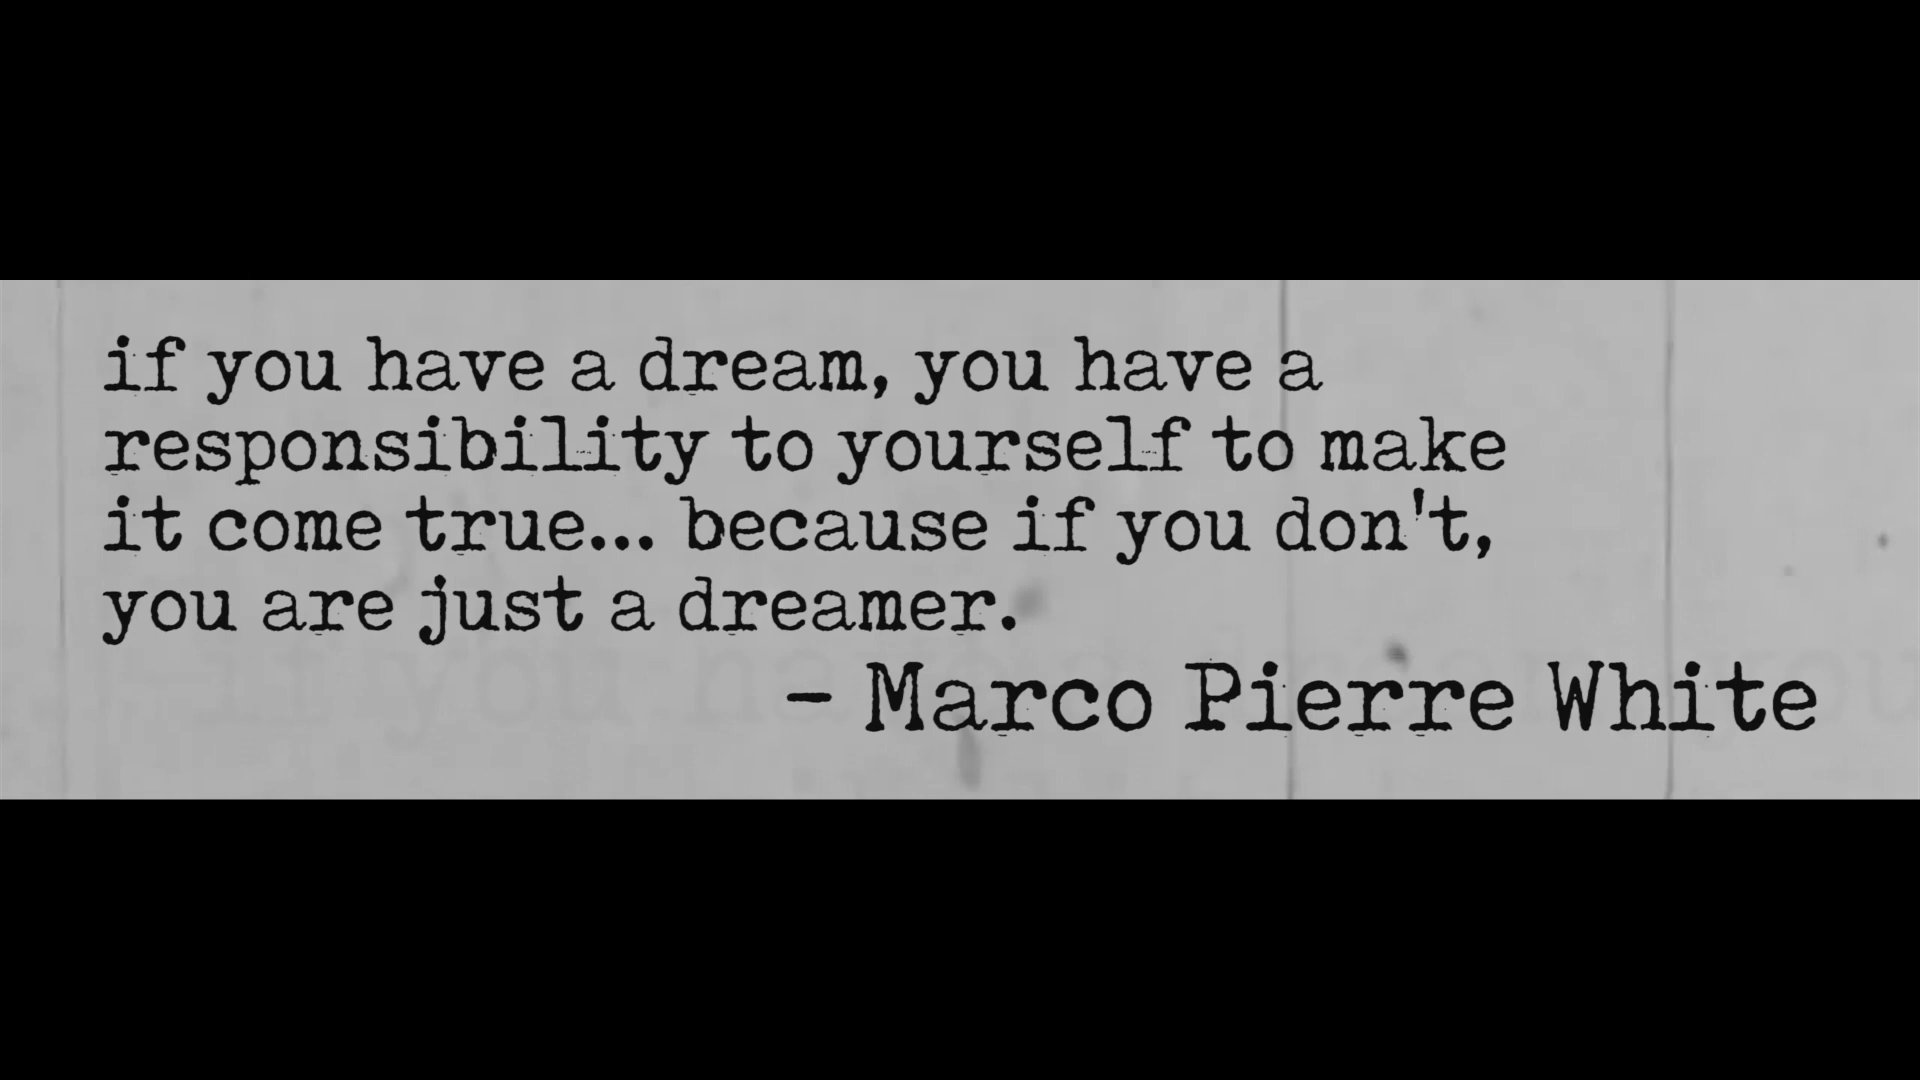 if you have a dream, you have a
responsibility to yourself to make
it come true... because if you don't,
you are just a dreamer.
- Marco Pierre White